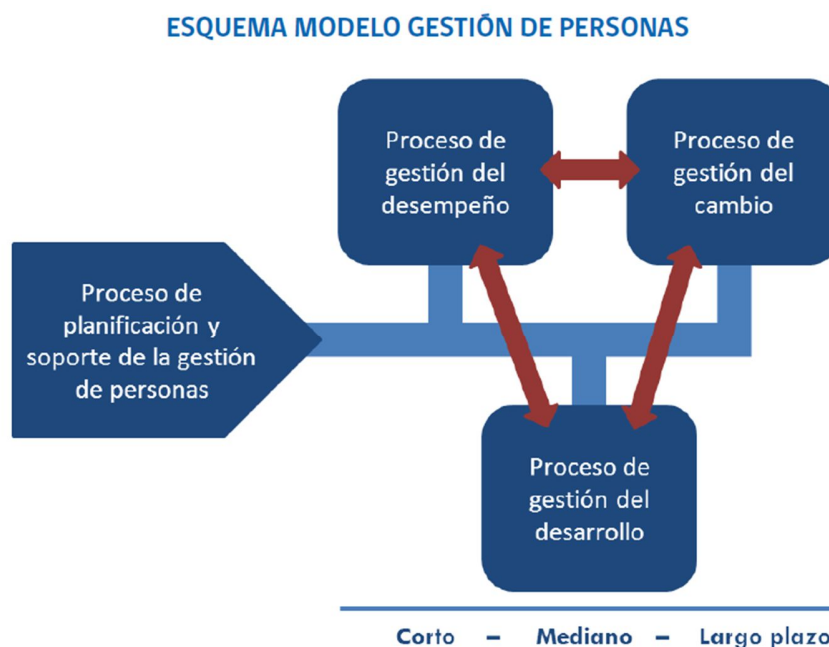 ESQUEMA MODELO GESTIÓN DE PERSONAS
Proceso de
gestión del
desempeño
Proceso de
gestión del
cambio
Proceso de
planificación y
soporte de la gestión
de personas
Proceso de
gestión del
desarrollo
Corto – Mediano – Largo plazo